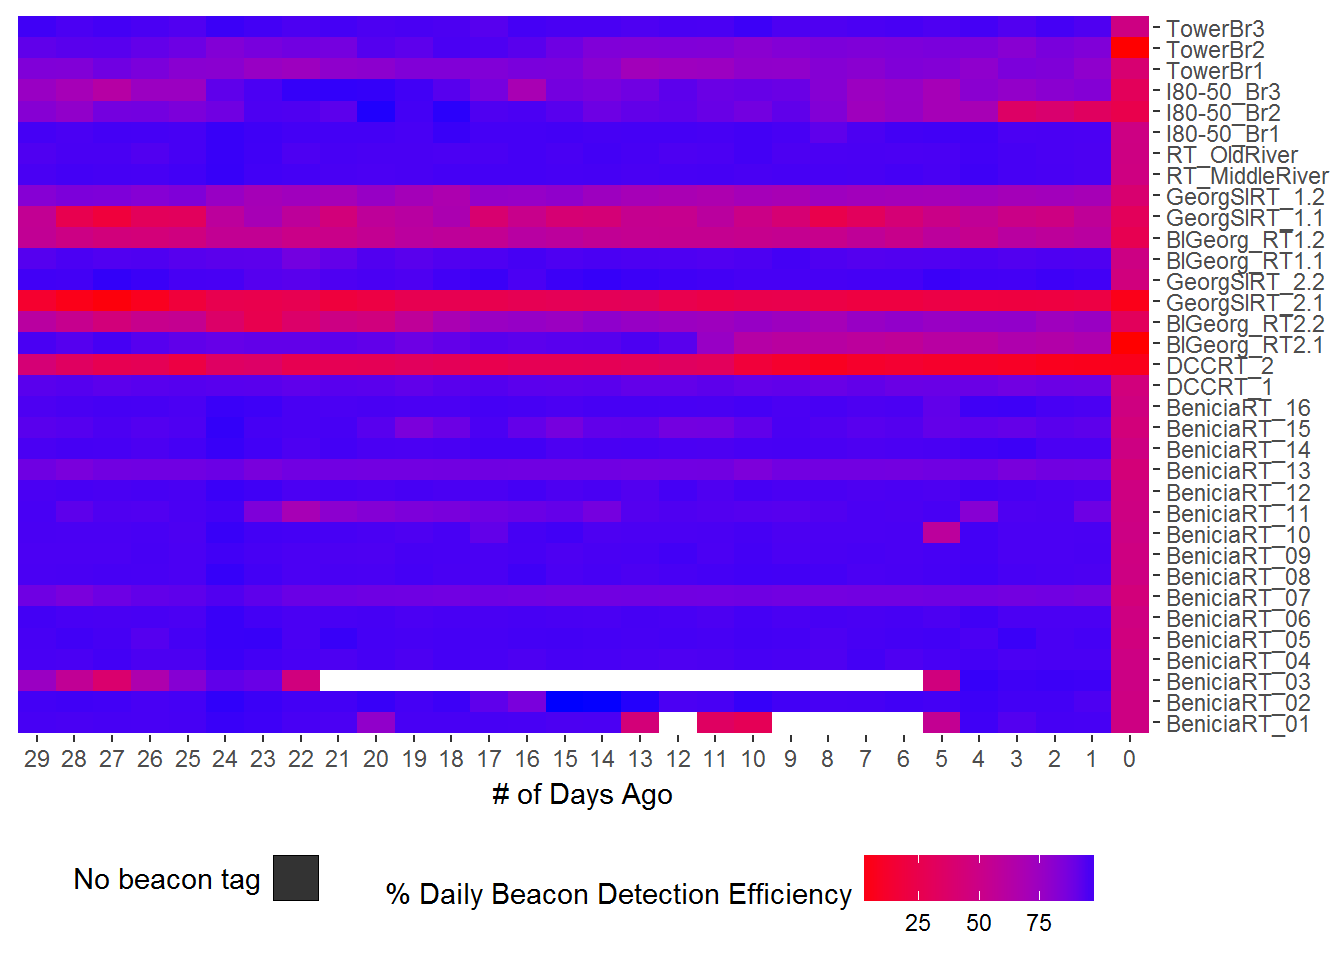 TowerBr3
TowerBr2
TowerBr1
I80-50_Br3
I80-50_Br2
I80-50_Br1
RT_OldRiver
RT_MiddleRiver
GeorgSlRT_1.2
GeorgSlRT_1.1
BlGeorg_RT1.2
BlGeorg_RT1.1
GeorgSlRT_2.2
GeorgSlRT_2.1
BlGeorg_RT2.2
BlGeorg_RT2.1
DCCRT_2
DCCRT_1
BeniciaRT_16
BeniciaRT_15
BeniciaRT_14
BeniciaRT_13
BeniciaRT_12
BeniciaRT_11
BeniciaRT_10
BeniciaRT_09
BeniciaRT_08
BeniciaRT_07
BeniciaRT_06
BeniciaRT_05
BeniciaRT_04
BeniciaRT_03
BeniciaRT_02
BeniciaRT_01
29 28 27 26 25 24 23 22 21 20 19 18 17 16 15 14 13 12 11 10 9 8 7 6 5 4 3 2 1 0
# of Days Ago
No beacon tag
% Daily Beacon Detection Efficiency
25 50 75